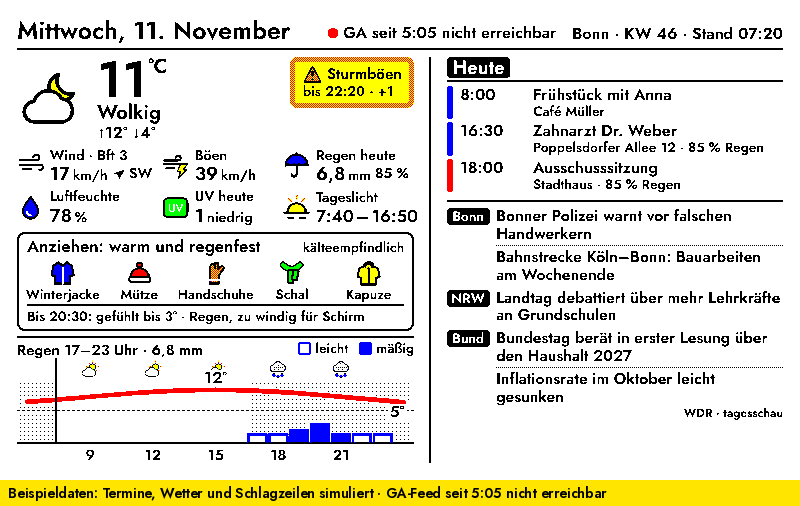 Mittwoch, 11. November
GA seit 5:05 nicht erreichbar
Bonn · KW 46 · Stand 07:20
11°C
Wolkig
↑12° ↓4°
Sturmböen
bis 22:20 · +1
Wind · Bft 3
17 km/h SW
Böen
39 km/h
Regen heute
6,8 mm 85 %
Luftfeuchte
78 %
UV
UV heute
1 niedrig
Tageslicht
7:40 – 16:50
Anziehen: warm und regenfest
kälteempfindlich
Winterjacke Mütze Handschuhe Schal Kapuze
Bis 20:30: gefühlt bis 3° · Regen, zu windig für Schirm
Regen 17–23 Uhr · 6,8 mm
leicht mäßig
12°
5°
9 12 15 18 21
Heute
8:00 Frühstück mit Anna
Café Müller
16:30 Zahnarzt Dr. Weber
Poppelsdorfer Allee 12 · 85 % Regen
18:00 Ausschusssitzung
Stadthaus · 85 % Regen
Bonn Bonner Polizei warnt vor falschen
Handwerkern
Bahnstrecke Köln–Bonn: Bauarbeiten
am Wochenende
NRW Landtag debattiert über mehr Lehrkräfte
an Grundschulen
Bund Bundestag berät in erster Lesung über
den Haushalt 2027
Inflationsrate im Oktober leicht
gesunken
WDR · tagesschau
Beispieldaten: Termine, Wetter und Schlagzeilen simuliert · GA-Feed seit 5:05 nicht erreichbar